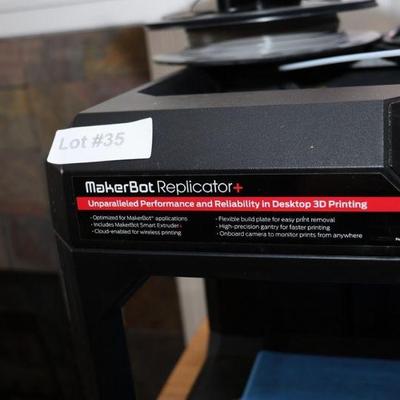 Lot #35
MakerBot Replicator+
Unparalleled Performance and Reliability in Desktop 3D Printing
• Optimized for MakerBot® applications
• Includes MakerBot Smart Extruder+
• Cloud-enabled for wireless printing
• Flexible build plate for easy print removal
• High-precision gantry for faster printing
• Onboard camera to monitor prints from anywhere